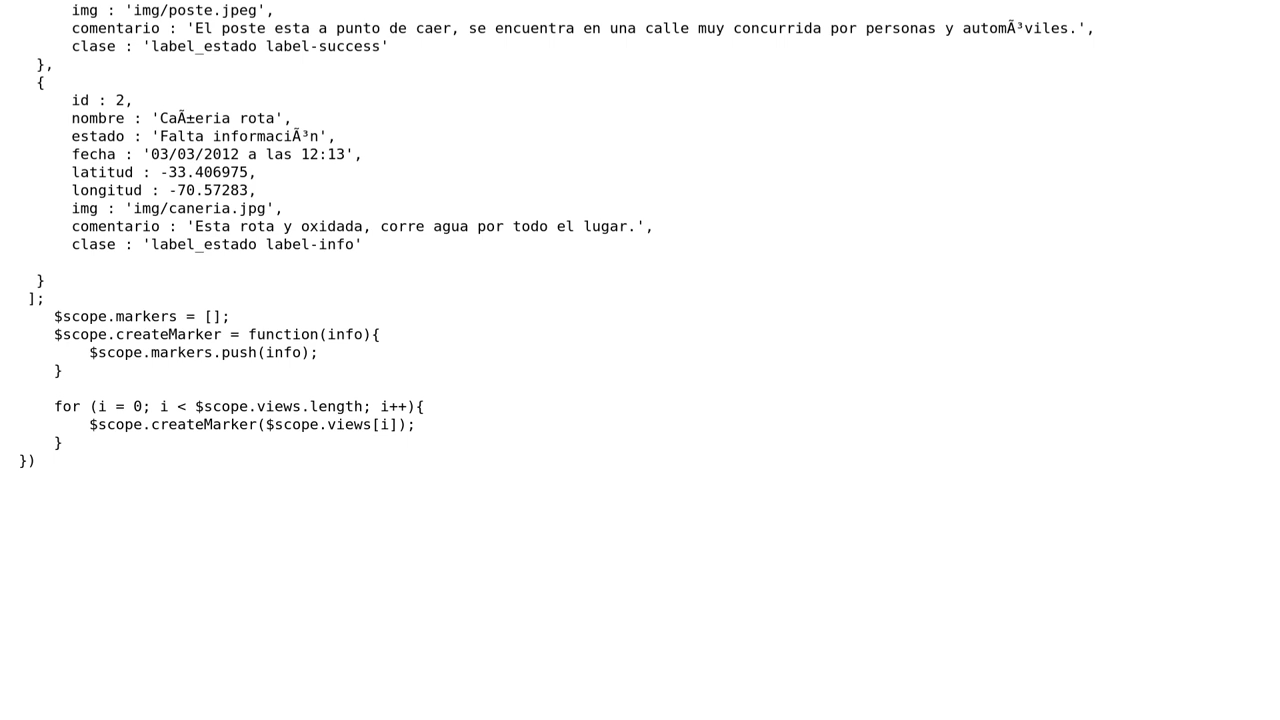 img : 'img/poste.jpeg',
comentario : 'El poste esta a punto de caer, se encuentra en una calle muy concurrida por personas y automÃ³viles.',
clase : 'label_estado label-success'
},
{
id : 2,
nombre : 'CaÃ±eria rota',
estado : 'Falta informaciÃ³n',
fecha : '03/03/2012 a las 12:13',
latitud : -33.406975,
longitud : -70.57283,
img : 'img/caneria.jpg',
comentario : 'Esta rota y oxidada, corre agua por todo el lugar.',
clase : 'label_estado label-info'
}
];
$scope.markers = [];
$scope.createMarker = function(info){
$scope.markers.push(info);
}
for (i = 0; i < $scope.views.length; i++){
$scope.createMarker($scope.views[i]);
}
})